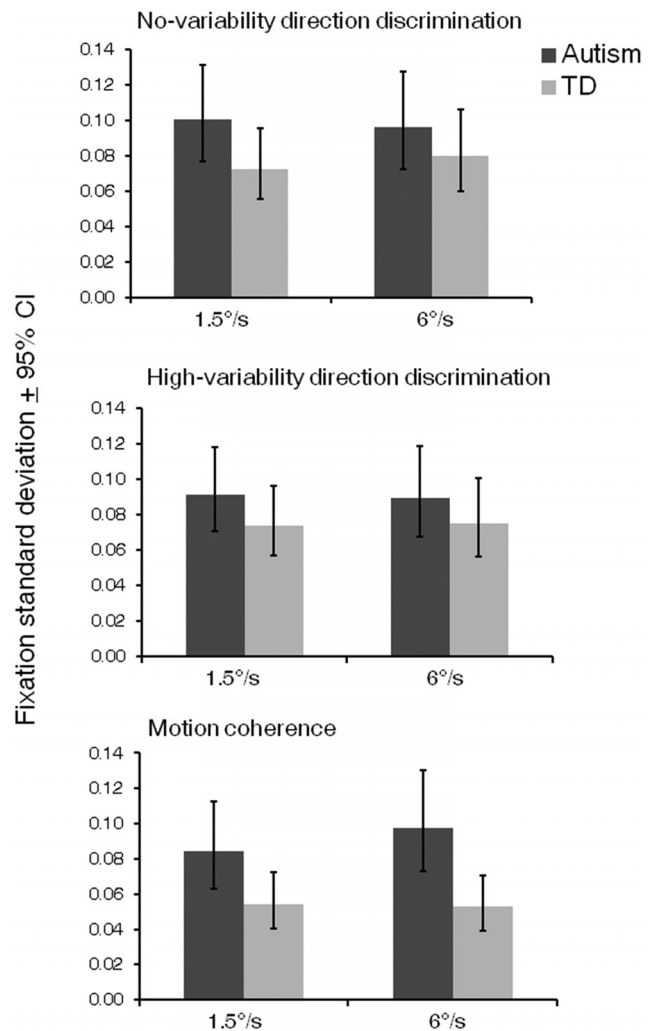 No-variability direction discrimination
Autism
TD
0.14
0.12
0.10
0.08
0.06
0.04
0.02
0.00
1.5°/s 6°/s
Fixation standard deviation ± 95% CI
High-variability direction discrimination
0.14
0.12
0.10
0.08
0.06
0.04
0.02
0.00
1.5°/s 6°/s
Motion coherence
0.14
0.12
0.10
0.08
0.06
0.04
0.02
0.00
1.5°/s 6°/s